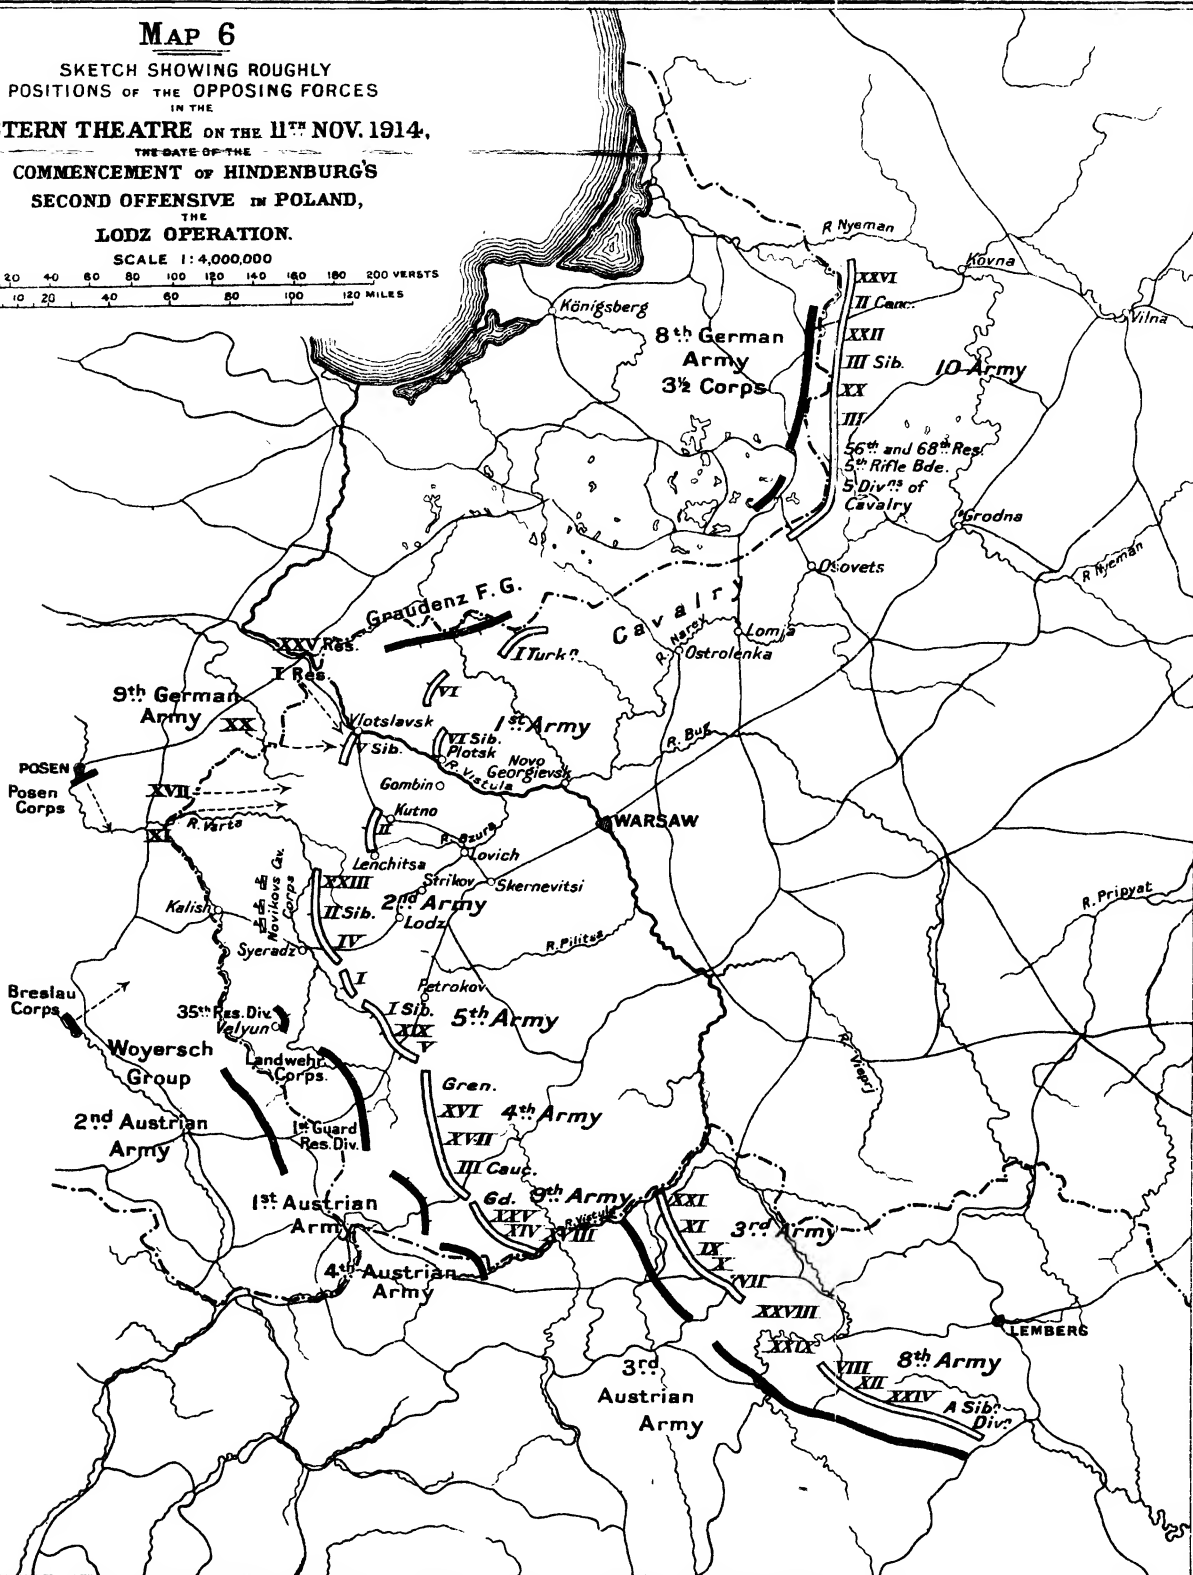 MAP 6
SKETCH SHOWING ROUGHLY
POSITIONS OF THE OPPOSING FORCES
IN THE
TERN THEATRE ON THE 11TH NOV. 1914,
THE DATE OF THE
COMMENCEMENT OF HINDENBURG'S
SECOND OFFENSIVE IN POLAND,
THE
LODZ OPERATION.
SCALE 1:4,000,000
20 40 60 80 100 120 140 160 180 200 VERSTS
10 20 40 60 80 100 120 MILES
R. Nyeman
Kovna
XXVI
II Cauc.
Vilna
Königsberg
8th German
Army
3½ Corps
XXII
III Sib.
10 Army
XX
III
56th and 68th Res.
5th Rifle Bde.
5 Divns of
Cavalry
Grodna
Osovets
R. Nyeman
Graudenz F.G.
Cavalry
Lomja
R. Narev
Ostrolenka
XXV Res.
I Turkn
I Res.
VI
9th German
Army
XX
Vlotslavsk
1st Army
V Sib.
VI Sib.
Plotsk
R. Vistula
Novo
Georgievsk
R. Bug
POSEN
Posen
Corps
Gombin
XVII
Kutno
II
WARSAW
XI
R. Varta
R. Bzura
Lenchitsa
Lovich
Strikov
Skernevitsi
XXIII
2nd Army
Novikovs Cav.
Corps
II Sib.
Lodz
Kalish
R. Pripyat
Syeradz
IV
R. Pilitsa
I
Petrokov
Breslau
Corps
35th Res. Div.
Velyun
I Sib.
XIX
V
5th Army
Woyersch
Group
Landwehr
Corps.
R. Vieprj
Gren.
2nd Austrian
Army
1st Guard
Res. Div.
XVI
4th Army
XVII
III Cauc.
1st Austrian
Army
Gd.
9th Army
XXV
XIV
XVIII
R. Vistula
XXI
XI
3rd Army
IX
X
VII
4th Austrian
Army
XXVIII
LEMBERG
XXIX
3rd
Austrian
Army
VIII
XII
XXIV
8th Army
A Sibn
Divn